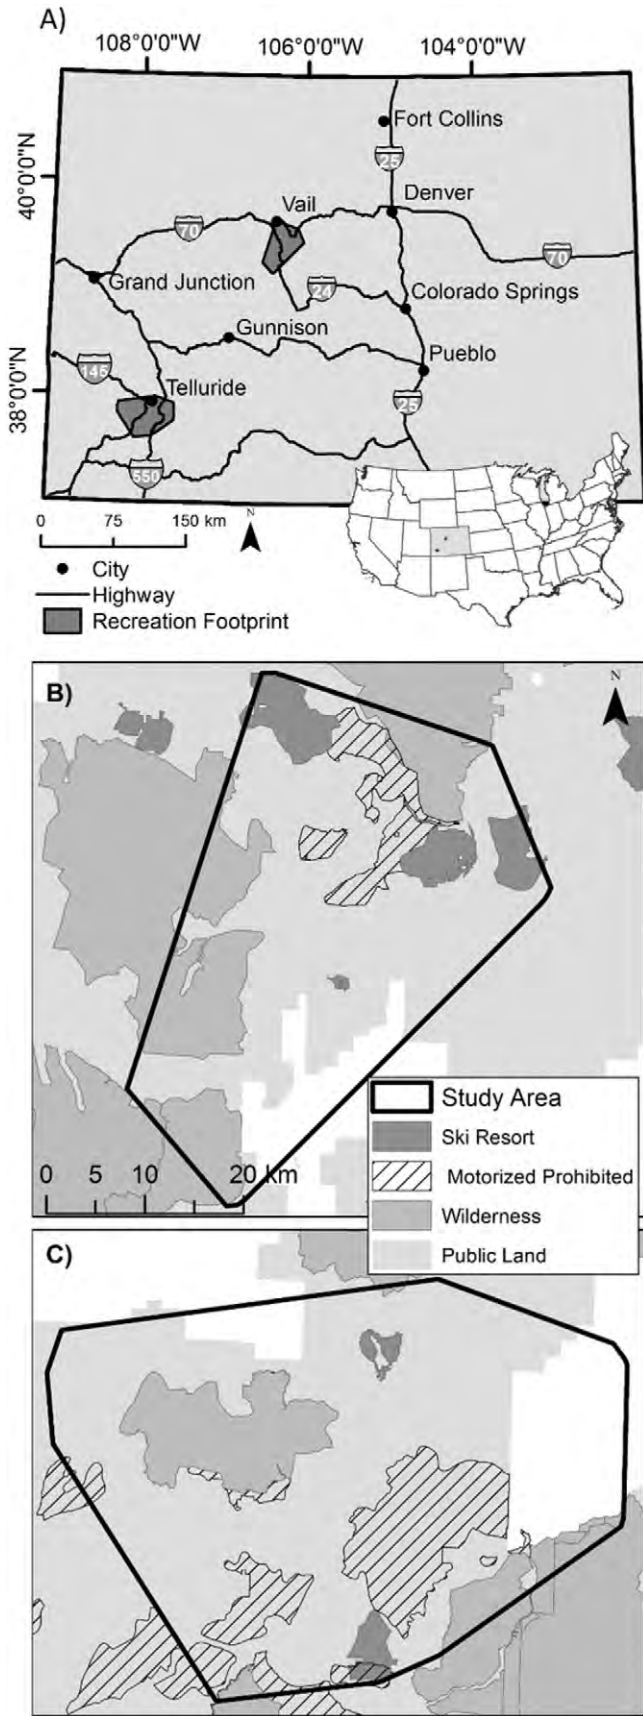 A)
108°0'0"W 106°0'0"W 104°0'0"W
Fort Collins
25
40°0'0"N
Vail
Denver
70
70
Grand Junction
24
Colorado Springs
Gunnison
145
Pueblo
38°0'0"N
Telluride
25
550
N
0 75 150 km
City
Highway
Recreation Footprint
B)
N
Study Area
Ski Resort
0 5 10 20 km
Motorized Prohibited
Wilderness
Public Land
C)